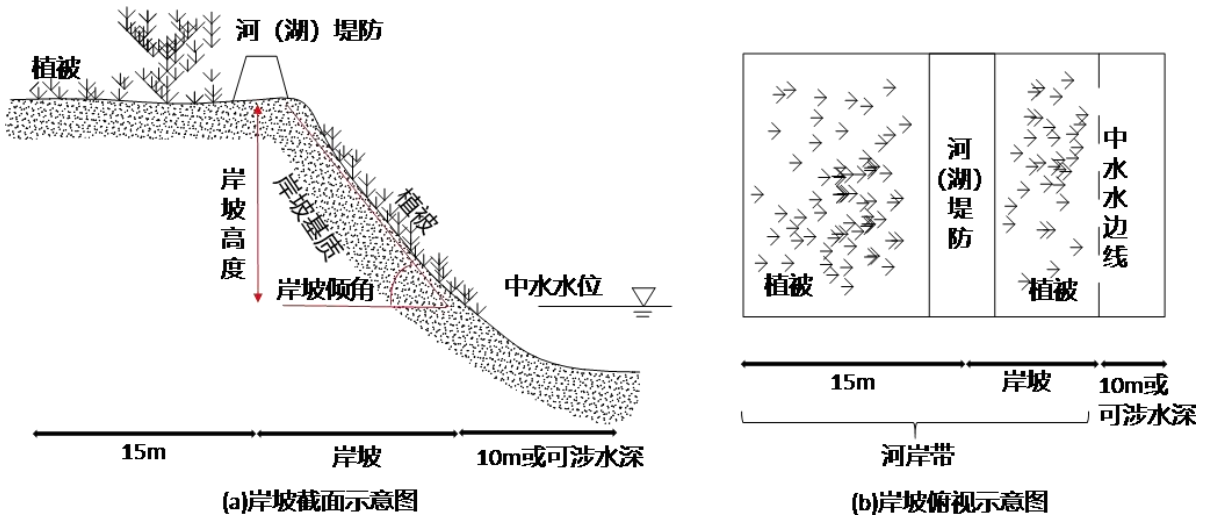 河（湖）堤防
植被
岸坡高度
岸坡基质
植被
岸坡倾角
中水水位
15m
岸坡
10m或可涉水深
(a)岸坡截面示意图
植被
河（湖）堤防
植被
中水水边线
15m
岸坡
10m或
可涉水深
河岸带
(b)岸坡俯视示意图